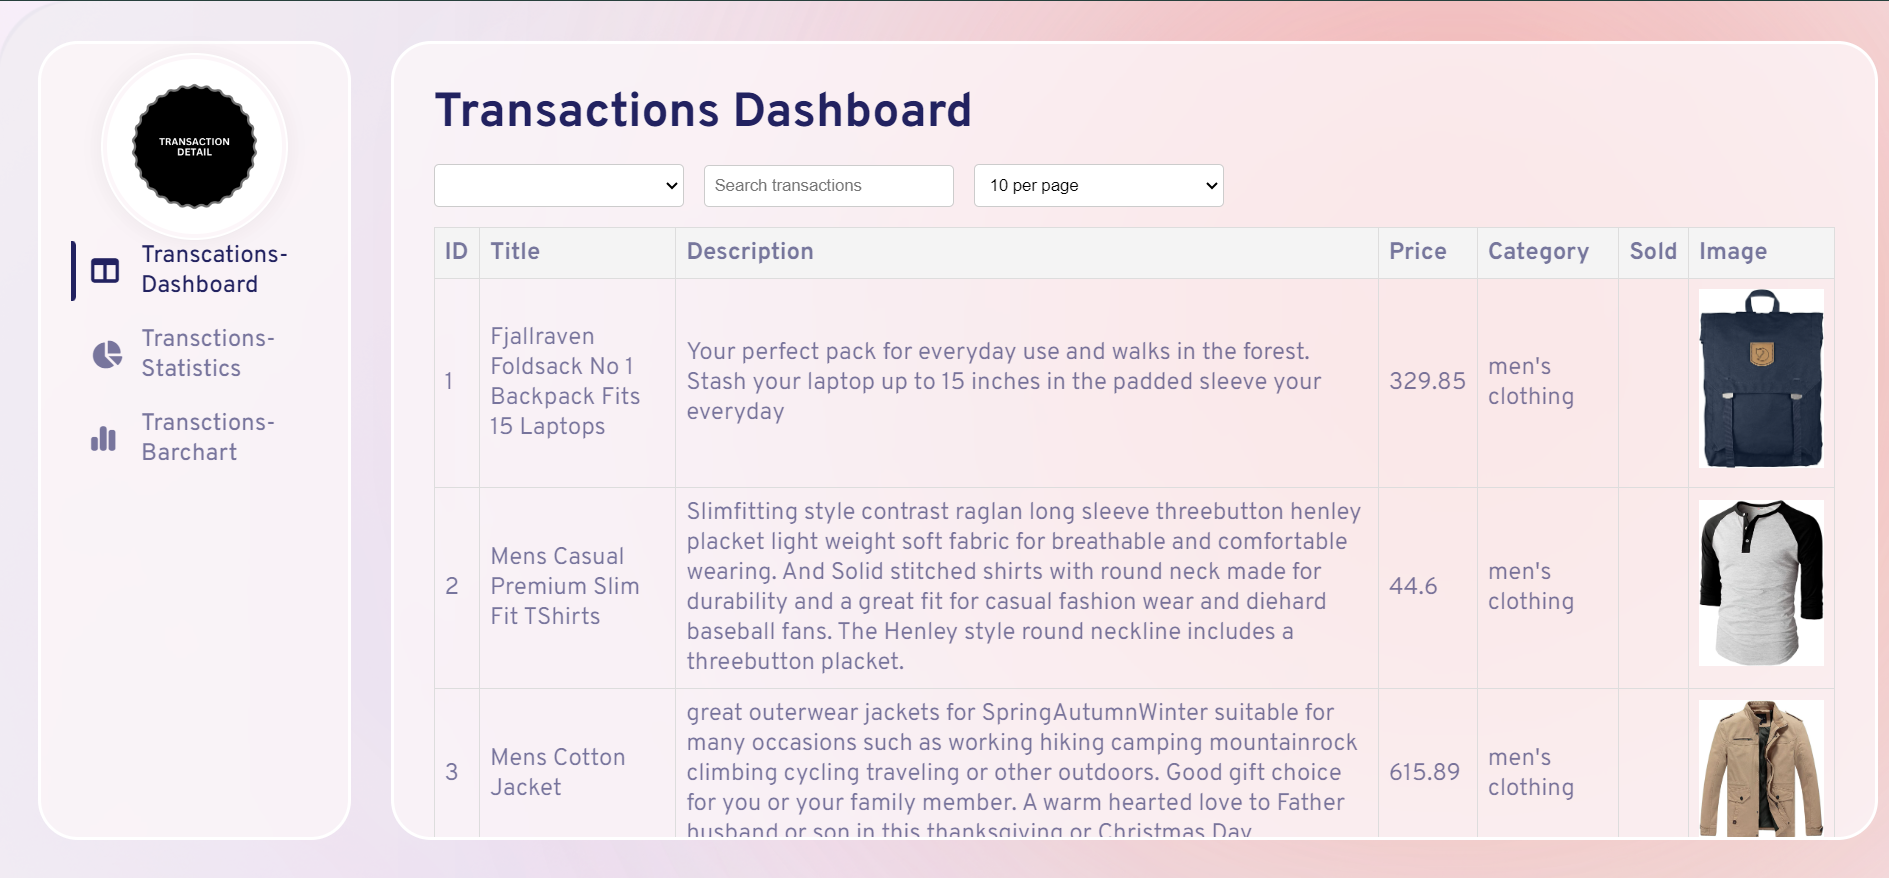 TRANSACTION
DETAIL
Transcations-
Dashboard
Transctions-
Statistics
Transctions-
Barchart
Transactions Dashboard
Search transactions
10 per page
ID Title Description Price Category Sold Image
1
Fjallraven
Foldsack No 1
Backpack Fits
15 Laptops
Your perfect pack for everyday use and walks in the forest.
Stash your laptop up to 15 inches in the padded sleeve your
everyday
329.85
men's
clothing
2
Mens Casual
Premium Slim
Fit TShirts
Slimfitting style contrast raglan long sleeve threebutton henley
placket light weight soft fabric for breathable and comfortable
wearing. And Solid stitched shirts with round neck made for
durability and a great fit for casual fashion wear and diehard
baseball fans. The Henley style round neckline includes a
threebutton placket.
44.6
men's
clothing
3
Mens Cotton
Jacket
great outerwear jackets for SpringAutumnWinter suitable for
many occasions such as working hiking camping mountainrock
climbing cycling traveling or other outdoors. Good gift choice
for you or your family member. A warm hearted love to Father
husband or son in this thanksgiving or Christmas Day
615.89
men's
clothing